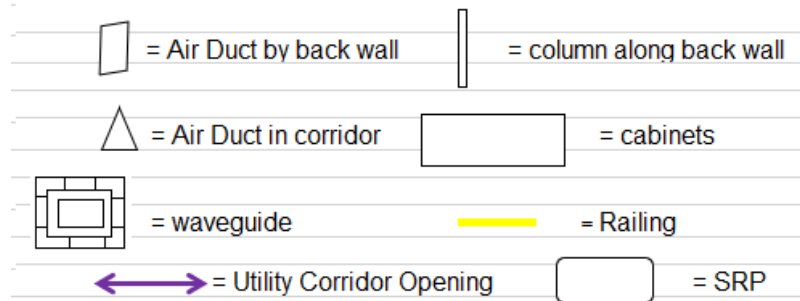 = Air Duct by back wall = column along back wall
= Air Duct in corridor = cabinets
= waveguide = Railing
= Utility Corridor Opening = SRP